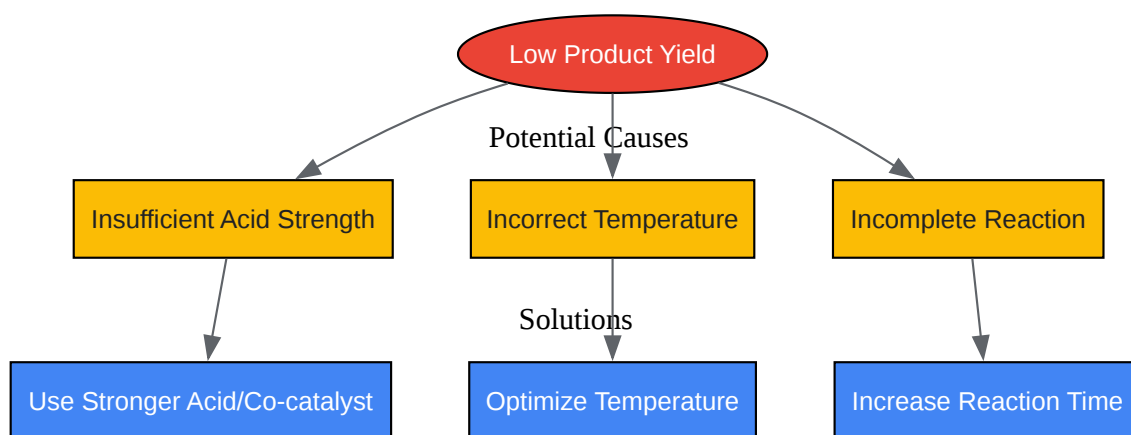 Low Product Yield
Potential Causes
Insufficient Acid Strength
Incorrect Temperature
Incomplete Reaction
Solutions
Use Stronger Acid/Co-catalyst
Optimize Temperature
Increase Reaction Time